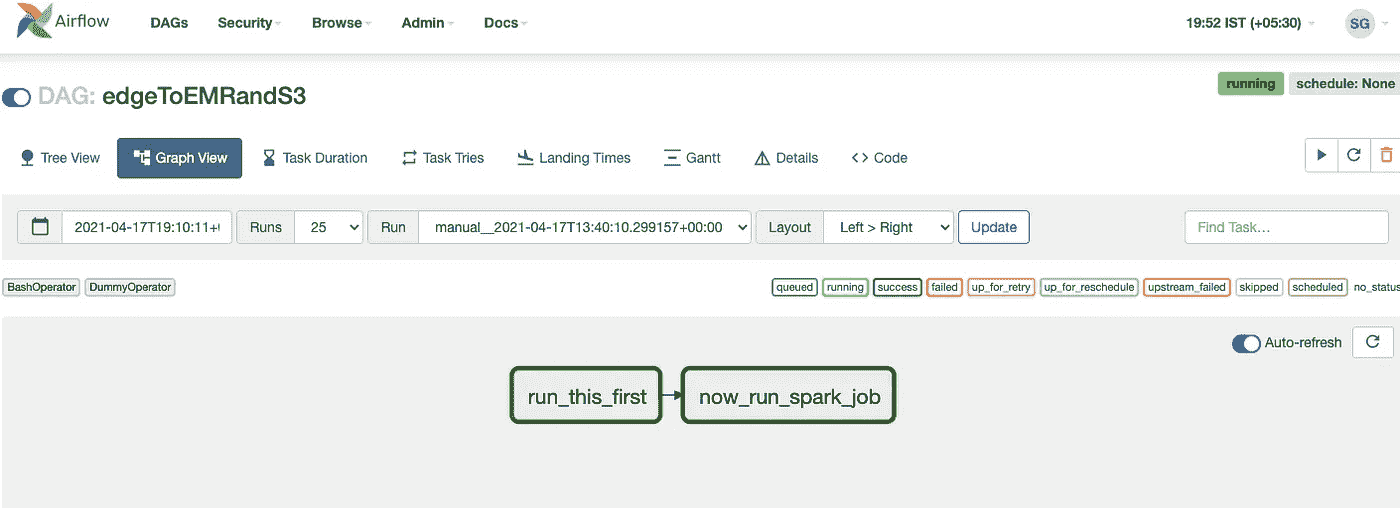 Airflow DAGs Security Browse Admin Docs 19:52 IST (+05:30) SG
running schedule: None
DAG: edgeToEMRandS3
Tree View Graph View Task Duration Task Tries Landing Times Gantt Details <> Code
2021-04-17T19:10:11+ Runs 25 Run manual__2021-04-17T13:40:10.299157+00:00 Layout Left > Right Update Find Task...
BashOperator DummyOperator queued running success failed up_for_retry up_for_reschedule upstream_failed skipped scheduled no_status
Auto-refresh
run_this_first now_run_spark_job